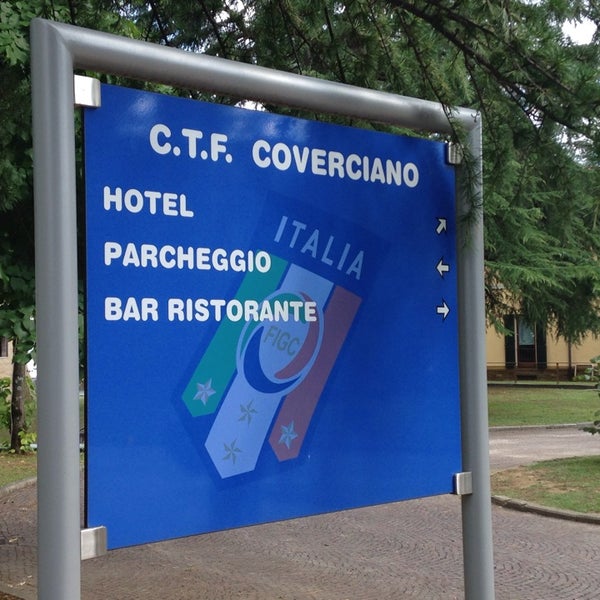 C.T.F. COVERCIANO
HOTEL
ITALIA
PARCHEGGIO
BAR RISTORANTE
FIGC